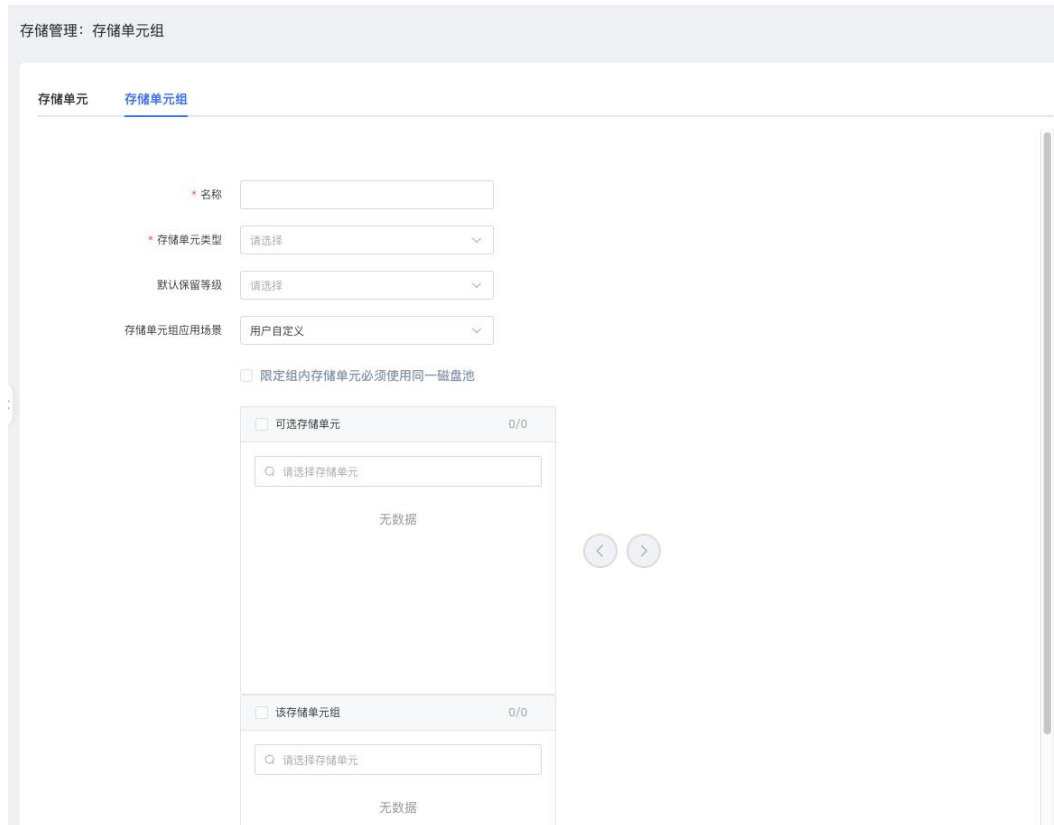 存储管理：存储单元组
存储单元 存储单元组
* 名称
* 存储单元类型 请选择
默认保留等级 请选择
存储单元组应用场景 用户自定义
限定组内存储单元必须使用同一磁盘池
可选存储单元 0/0
请选择存储单元
无数据
该存储单元组 0/0
请选择存储单元
无数据